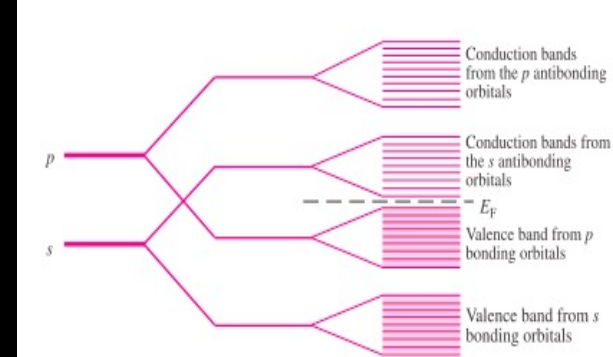 Conduction bands
from the p antibonding
orbitals
Conduction bands from
the s antibonding
orbitals
p
E_F
s
Valence band from p
bonding orbitals
Valence band from s
bonding orbitals